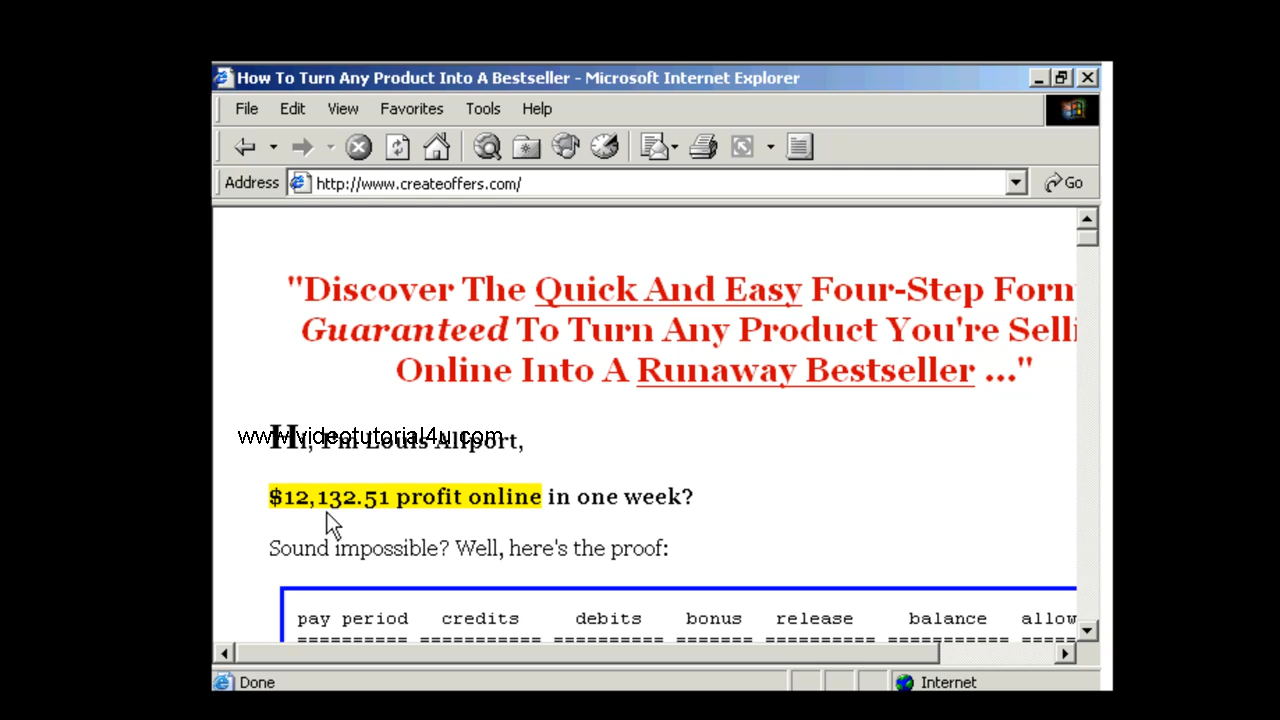 How To Turn Any Product Into A Bestseller - Microsoft Internet Explorer
File Edit View Favorites Tools Help
Address http://www.createoffers.com/ Go
"Discover The Quick And Easy Four-Step Form
Guaranteed To Turn Any Product You're Selli
Online Into A Runaway Bestseller ..."
Hi, I'm Louis Allport,
www.videotutorial4u.com
$12,132.51 profit online in one week?
Sound impossible? Well, here's the proof:
pay period credits debits bonus release balance allow
========== =========== ========== ======= ========== =========== =====
Done Internet